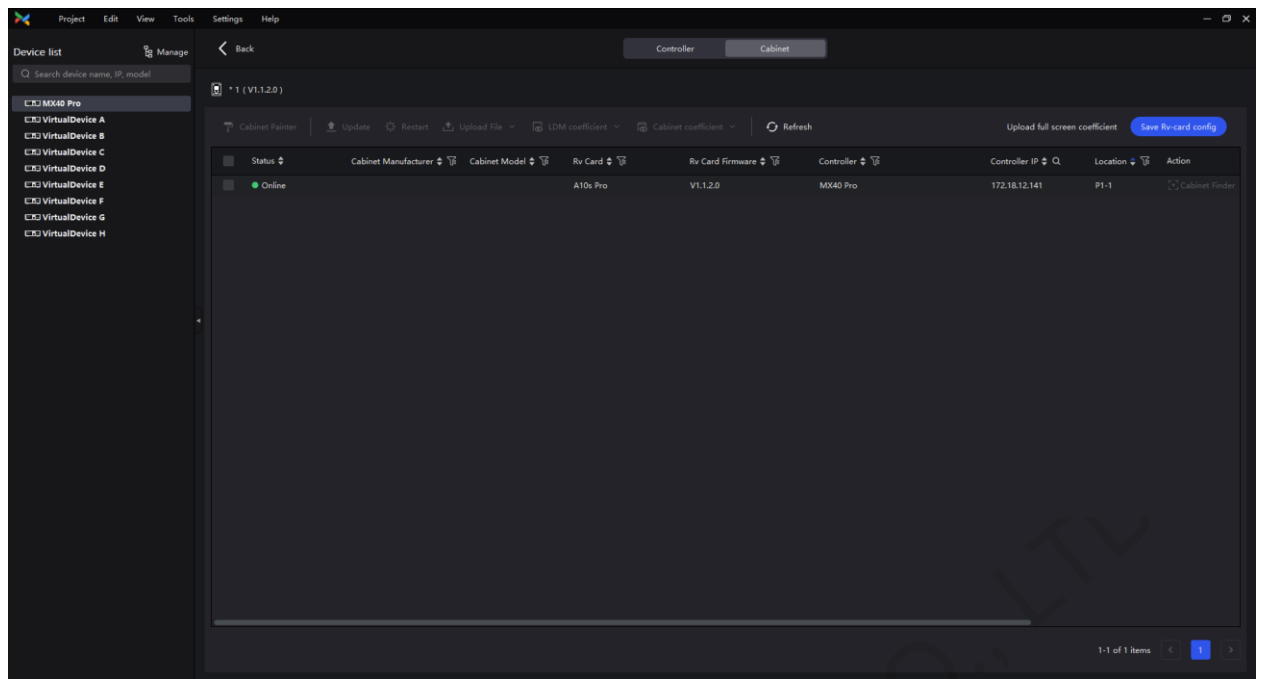 Project Edit View Tools Settings Help
Device list Manage
Back
Controller Cabinet
Search device name, IP, model
* 1 ( V1.1.2.0 )
MX40 Pro
VirtualDevice A
VirtualDevice B
VirtualDevice C
VirtualDevice D
VirtualDevice E
VirtualDevice F
VirtualDevice G
VirtualDevice H
Cabinet Painter Update Restart Upload File LDM coefficient Cabinet coefficient Refresh Upload full screen coefficient Save Rv-card config
Status Cabinet Manufacturer Cabinet Model Rv Card Rv Card Firmware Controller Controller IP Location Action
Online A10s Pro V1.1.2.0 MX40 Pro 172.18.12.141 P1-1 Cabinet Finder
1-1 of 1 items 1